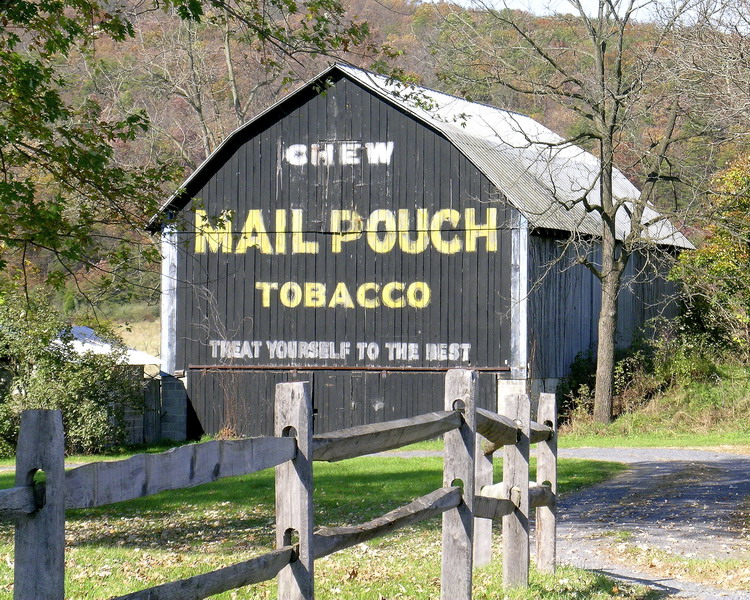 CHEW
MAIL POUCH
TOBACCO
TREAT YOURSELF TO THE BEST